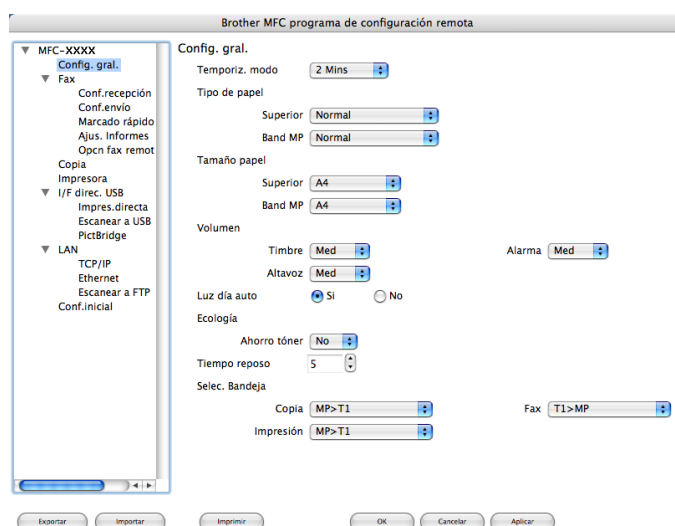 Brother MFC programa de configuración remota
MFC-XXXX
Config. gral.
Fax
Conf.recepción
Conf.envío
Marcado rápido
Ajus. Informes
Opcn fax remot
Copia
Impresora
I/F direc. USB
Impres.directa
Escanear a USB
PictBridge
LAN
TCP/IP
Ethernet
Escanear a FTP
Conf.inicial
Config. gral.
Temporiz. modo 2 Mins
Tipo de papel
Superior Normal
Band MP Normal
Tamaño papel
Superior A4
Band MP A4
Volumen
Timbre Med Alarma Med
Altavoz Med
Luz día auto Si No
Ecología
Ahorro tóner No
Tiempo reposo 5
Selec. Bandeja
Copia MP>T1 Fax T1>MP
Impresión MP>T1
Exportar Importar Imprimir OK Cancelar Aplicar